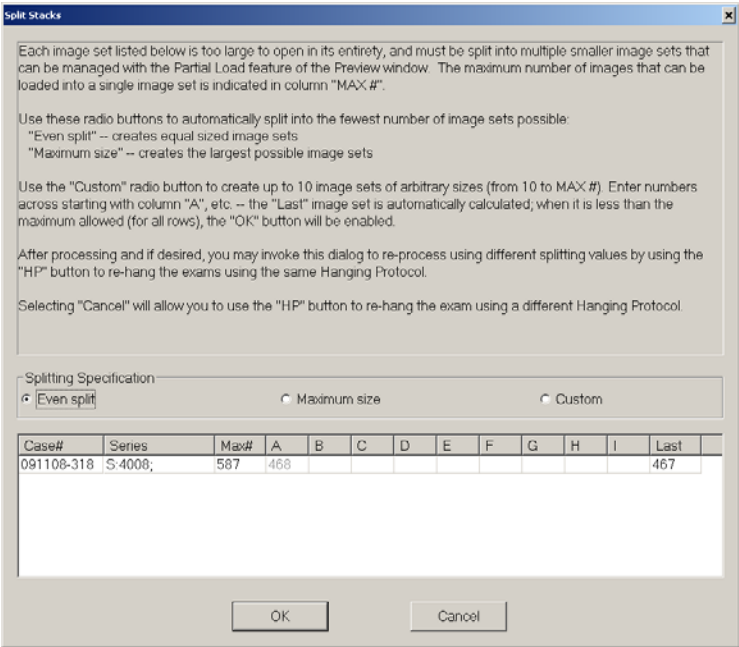 Split Stacks
Each image set listed below is too large to open in its entirety, and must be split into multiple smaller image sets that
can be managed with the Partial Load feature of the Preview window.  The maximum number of images that can be
loaded into a single image set is indicated in column "MAX #".
Use these radio buttons to automatically split into the fewest number of image sets possible:
"Even split" -- creates equal sized image sets
"Maximum size" -- creates the largest possible image sets
Use the "Custom" radio button to create up to 10 image sets of arbitrary sizes (from 10 to MAX #). Enter numbers
across starting with column "A", etc. -- the "Last" image set is automatically calculated; when it is less than the
maximum allowed (for all rows), the "OK" button will be enabled.
After processing and if desired, you may invoke this dialog to re-process using different splitting values by using the
"HP" button to re-hang the exams using the same Hanging Protocol.
Selecting "Cancel" will allow you to use the "HP" button to re-hang the exam using a different Hanging Protocol.
Splitting Specification
Even split Maximum size Custom
Case# Series Max# A B C D E F G H I Last
091108-318 S:4008; 587 468 467
OK Cancel